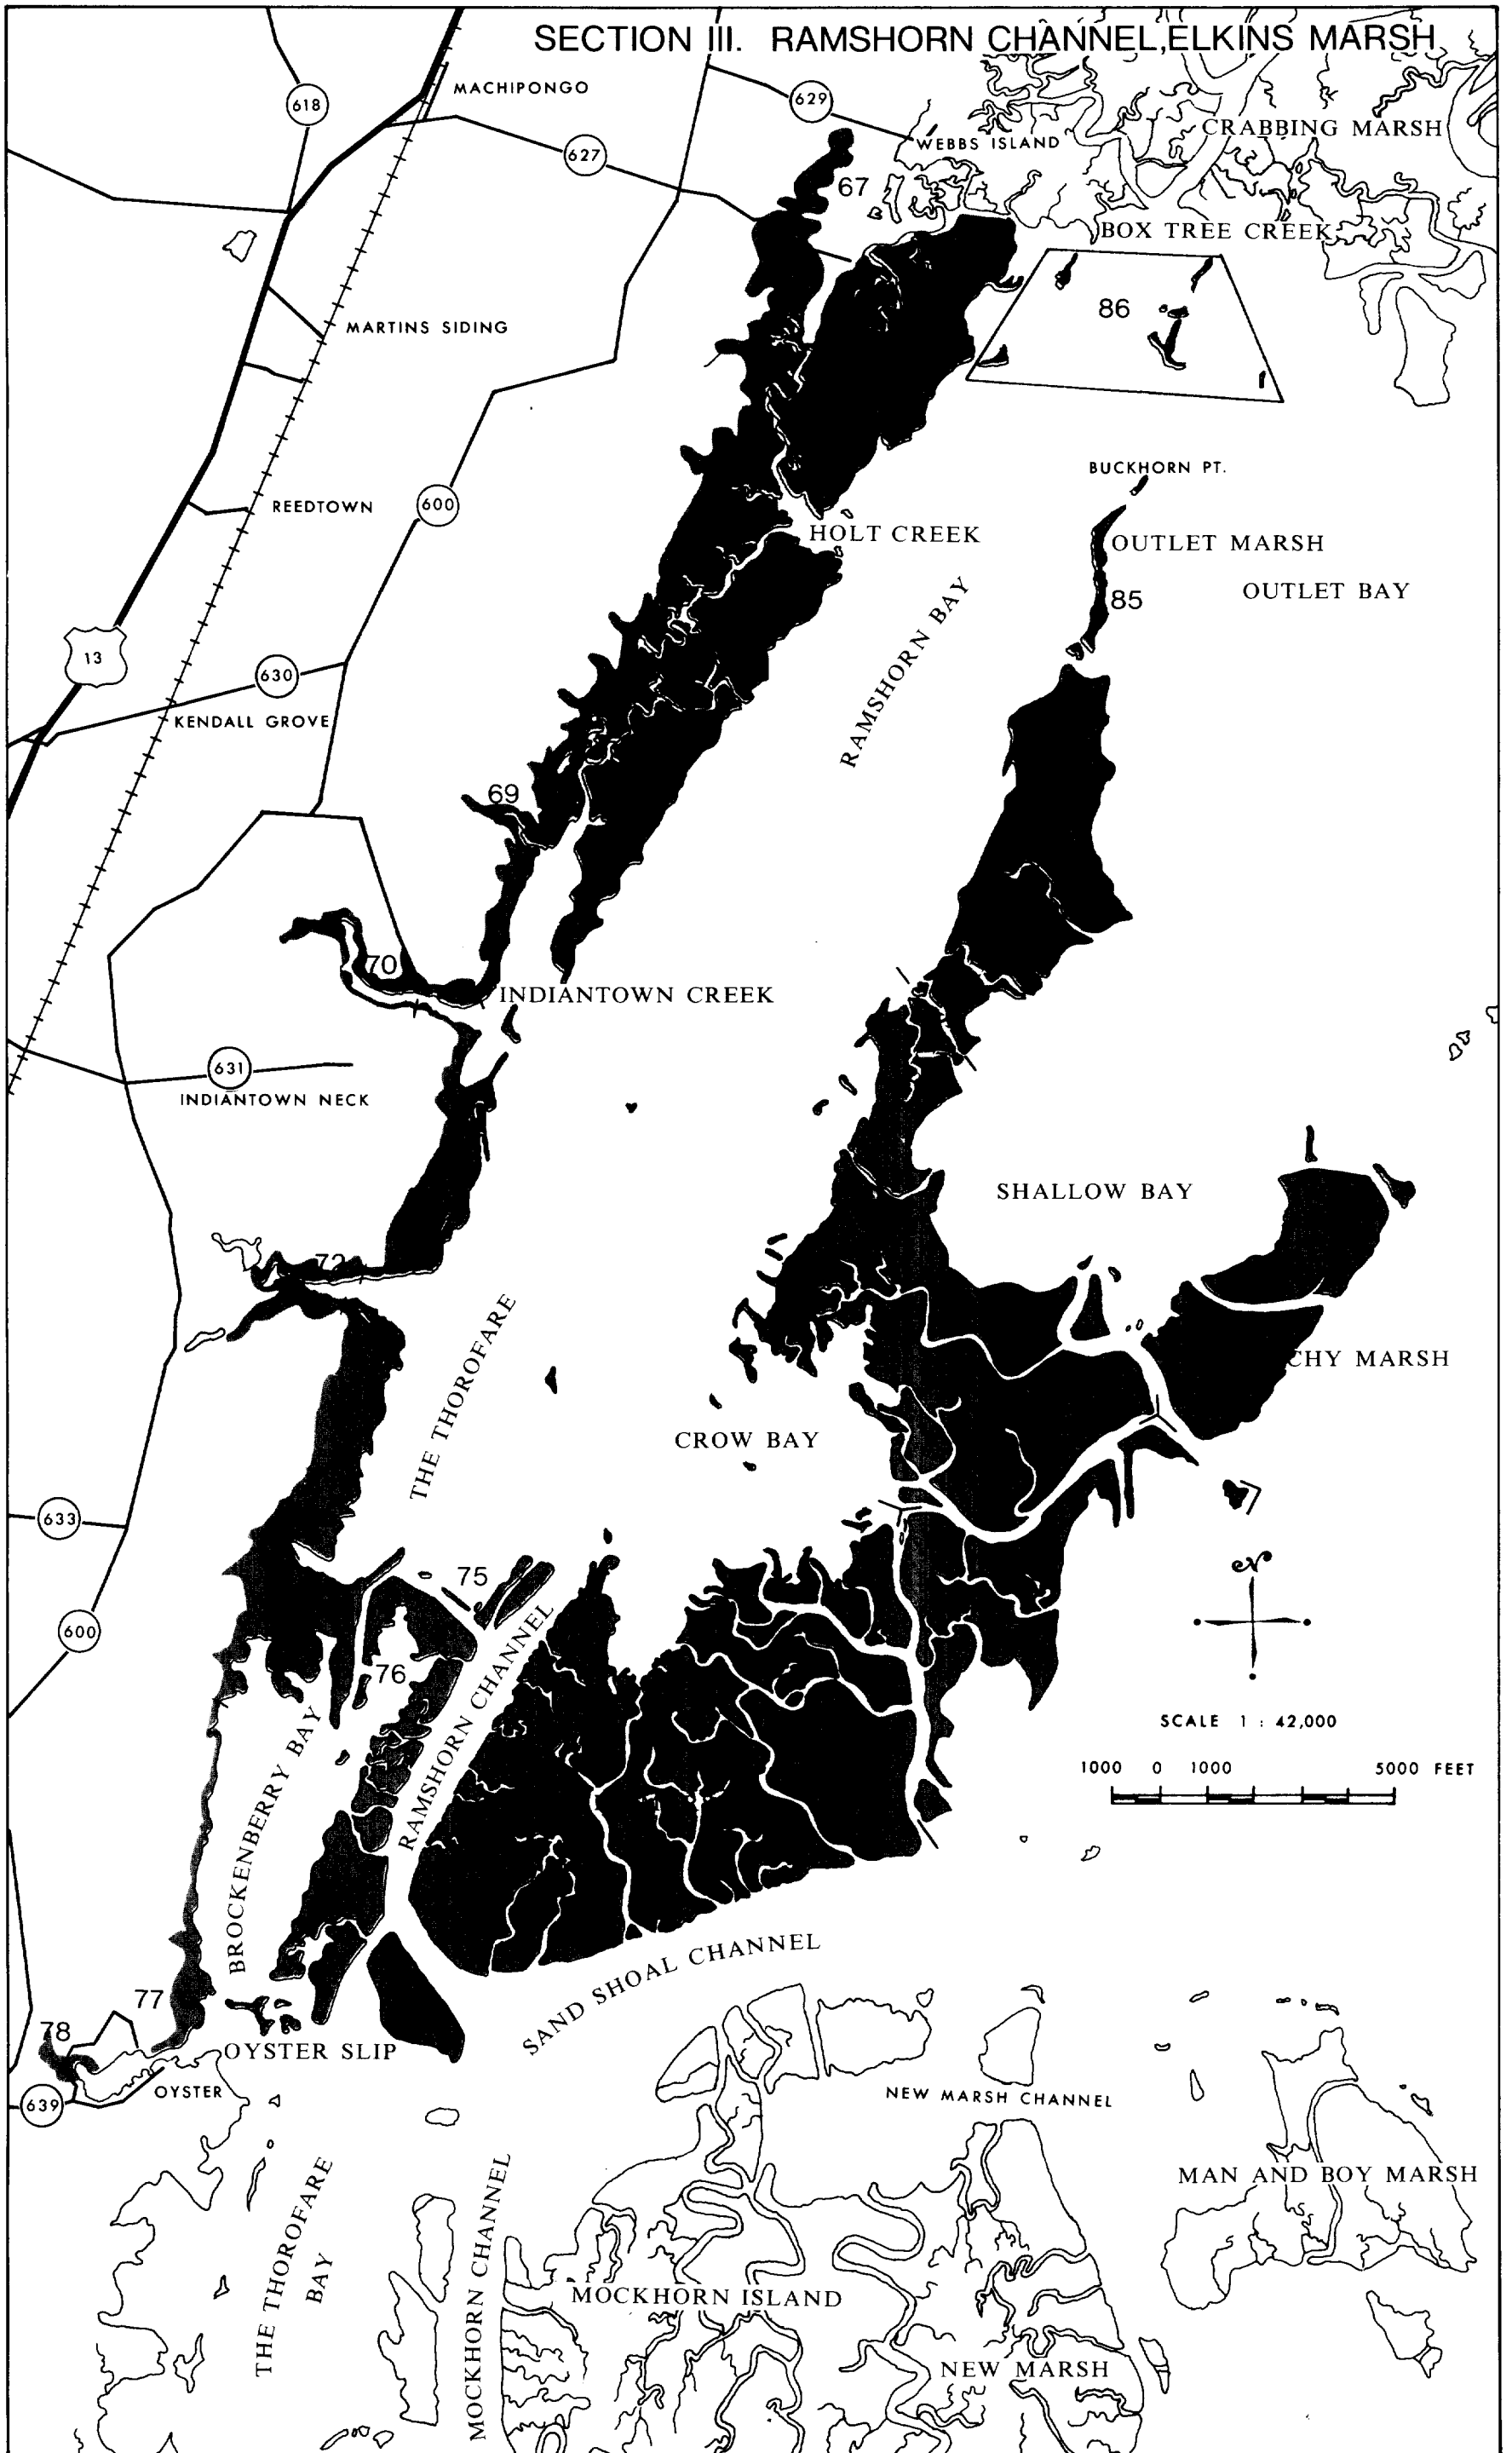 SECTION III. RAMSHORN CHANNEL,ELKINS MARSH
MACHIPONGO
618
629
627
WEBBS ISLAND
CRABBING MARSH
67
BOX TREE CREEK
86
MARTINS SIDING
BUCKHORN PT.
REEDTOWN
600
HOLT CREEK
OUTLET MARSH
OUTLET BAY
85
13
630
RAMSHORN BAY
KENDALL GROVE
69
70
INDIANTOWN CREEK
631
INDIANTOWN NECK
SHALLOW BAY
72
THE THOROFARE
CHY MARSH
CROW BAY
633
N
75
600
76
RAMSHORN CHANNEL
BROCKENBERRY BAY
SCALE 1 : 42,000
1000 0 1000 5000 FEET
SAND SHOAL CHANNEL
77
78
OYSTER SLIP
OYSTER
639
NEW MARSH CHANNEL
MAN AND BOY MARSH
THE THOROFARE
BAY
MOCKHORN CHANNEL
MOCKHORN ISLAND
NEW MARSH